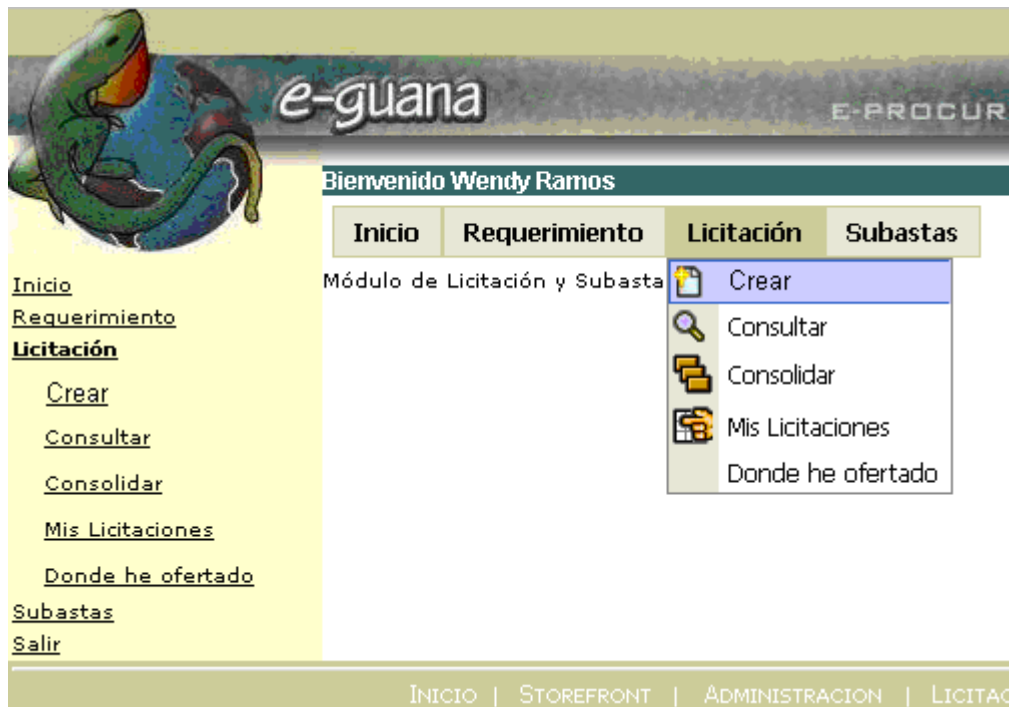 e-guana
E-PROCUR
Bienvenido Wendy Ramos
Inicio Requerimiento Licitación Subastas
Módulo de Licitación y Subasta
Crear
Consultar
Consolidar
Mis Licitaciones
Donde he ofertado
Inicio
Requerimiento
Licitación
Crear
Consultar
Consolidar
Mis Licitaciones
Donde he ofertado
Subastas
Salir
INICIO | STOREFRONT | ADMINISTRACION | LICITAC